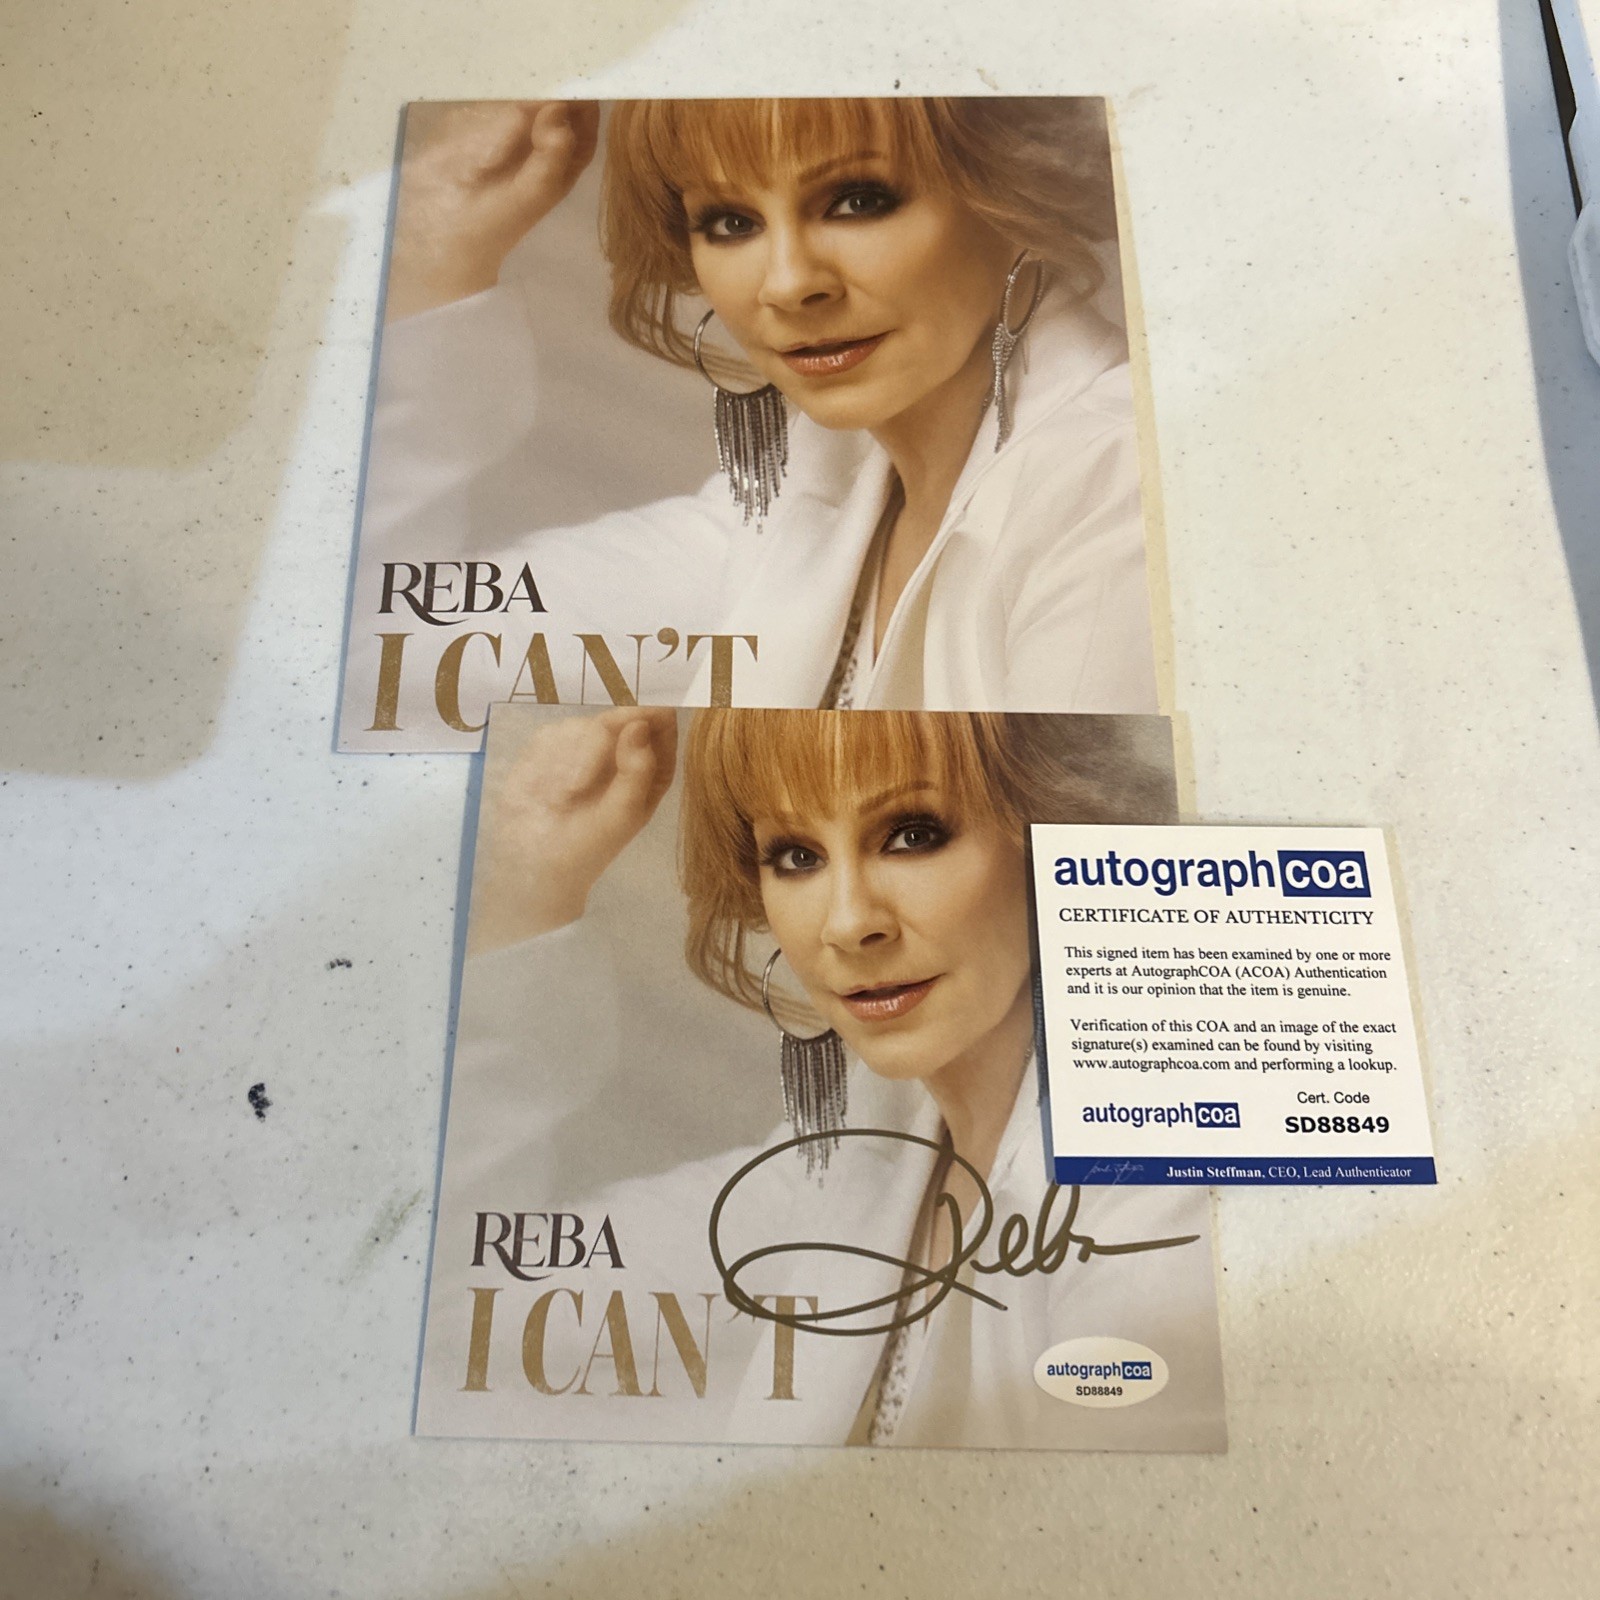 REBA
I CAN'T
autographcoa
CERTIFICATE OF AUTHENTICITY
This signed item has been examined by one or more
experts at AutographCOA (ACOA) Authentication
and it is our opinion that the item is genuine.
Verification of this COA and an image of the exact
signature(s) examined can be found by visiting
www.autographcoa.com and performing a lookup.
autographcoa
Cert. Code
SD88849
Justin Steffman, CEO, Lead Authenticator
REBA
I CAN'T
Reba
autographcoa
SD88849